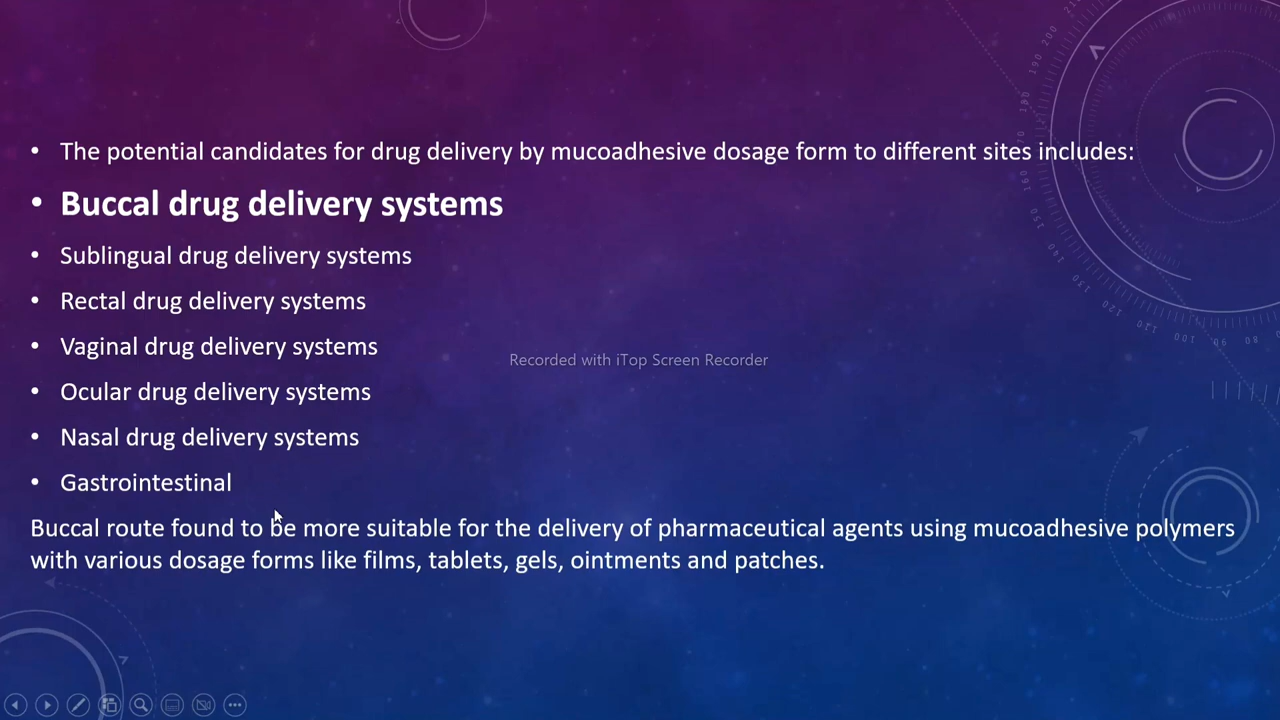 • The potential candidates for drug delivery by mucoadhesive dosage form to different sites includes:
• Buccal drug delivery systems
• Sublingual drug delivery systems
• Rectal drug delivery systems
• Vaginal drug delivery systems
Recorded with iTop Screen Recorder
• Ocular drug delivery systems
• Nasal drug delivery systems
• Gastrointestinal
Buccal route found to be more suitable for the delivery of pharmaceutical agents using mucoadhesive polymers
with various dosage forms like films, tablets, gels, ointments and patches.